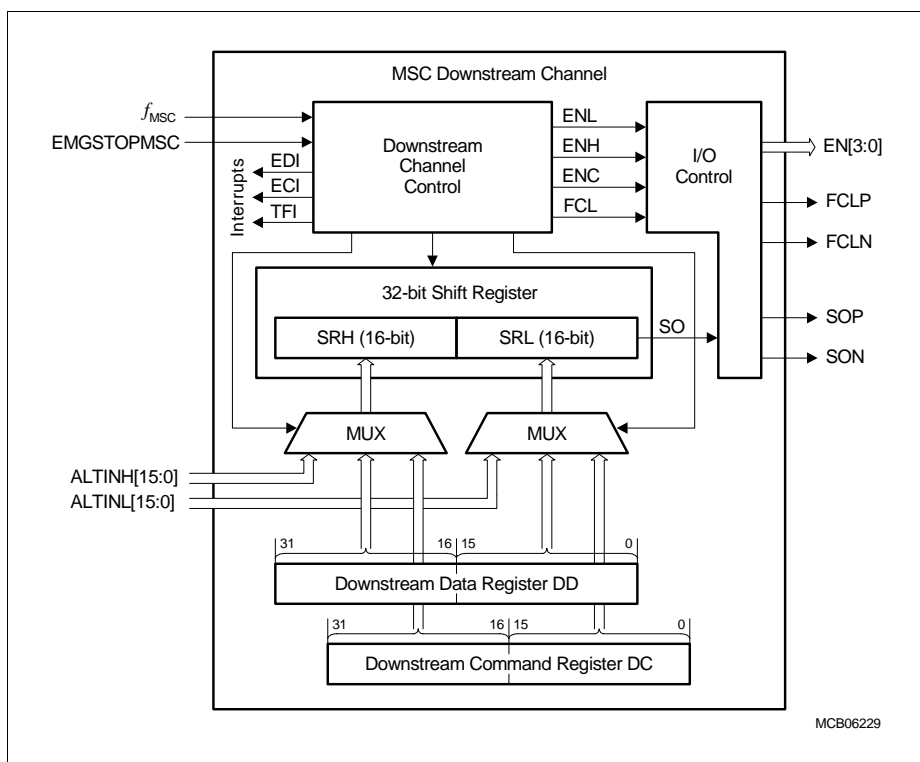 MSC Downstream Channel
fMSC
EMGSTOPMSC
Interrupts
EDI
ECI
TFI
Downstream
Channel
Control
ENL
ENH
ENC
FCL
I/O
Control
EN[3:0]
FCLP
FCLN
SOP
SON
32-bit Shift Register
SRH (16-bit)
SRL (16-bit)
SO
MUX
MUX
ALTINH[15:0]
ALTINL[15:0]
31 16 15 0
Downstream Data Register DD
31 16 15 0
Downstream Command Register DC
MCB06229